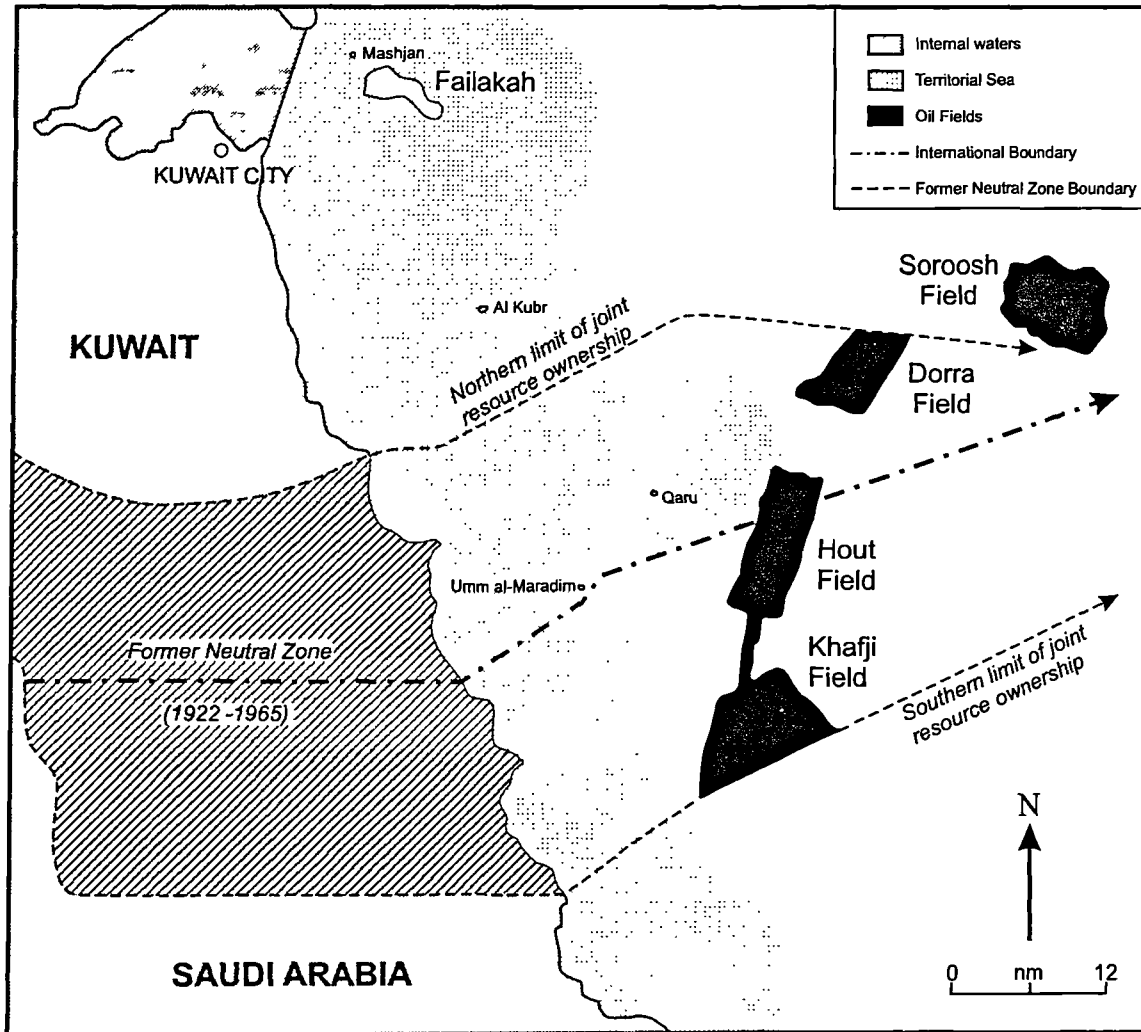 Internal waters
Territorial Sea
Oil Fields
International Boundary
Former Neutral Zone Boundary
Mashjan
Failakah
KUWAIT CITY
Soroosh
Field
Al Kubr
KUWAIT
Northern limit of joint
resource ownership
Dorra
Field
Qaru
Hout
Field
Umm al-Maradim
Khafji
Field
Former Neutral Zone
(1922 -1965)
Southern limit of joint
resource ownership
N
SAUDI ARABIA
0 nm 12